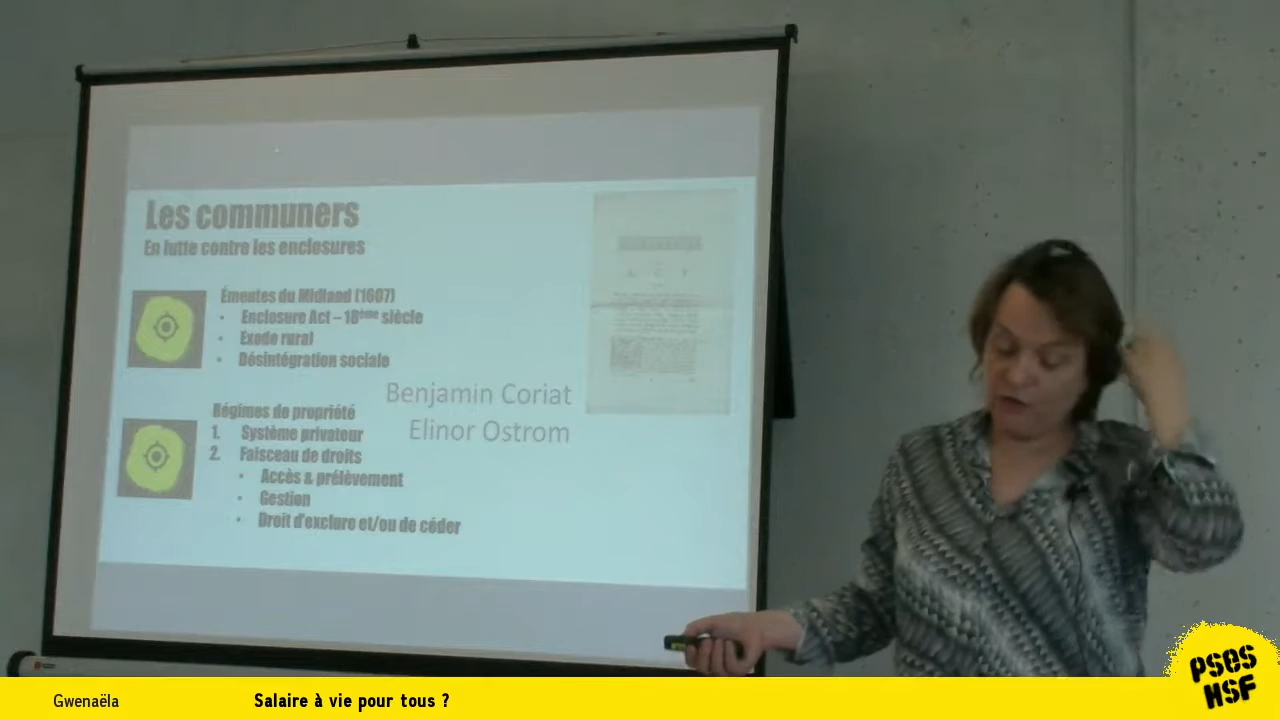 Les communers
En lutte contre les enclosures
Émeutes du Midland (1607)
• Enclosure Act – 18ème siècle
• Exode rural
• Désintégration sociale
Benjamin Coriat
Elinor Ostrom
Régimes de propriété
1. Système privateur
2. Faisceau de droits
• Accès & prélèvement
• Gestion
• Droit d'exclure et/ou de céder
Gwenaëla
Salaire à vie pour tous ?
PSES
HSF